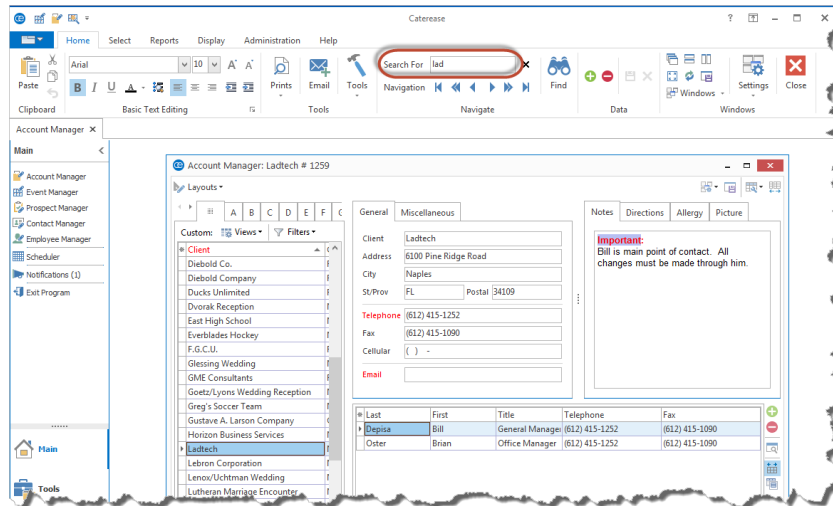 Caterease
Home Select Reports Display Administration Help
Paste
Clipboard
Arial 10 A A
B I U A
Basic Text Editing
Prints
Email
Tools
Tools
Search For lad
Navigation
Find
Navigate
Data
Windows
Settings
Close
Windows
Account Manager
Main
Account Manager
Event Manager
Prospect Manager
Contact Manager
Employee Manager
Scheduler
Notifications (1)
Exit Program
Main
Tools
Account Manager: Ladtech # 1259
Layouts
A B C D E F
Custom: Views Filters
Client
Diebold Co.
Diebold Company
Ducks Unlimited
Dvorak Reception
East High School
Everblades Hockey
F.G.C.U.
Glessing Wedding
GME Consultants
Goetz/Lyons Wedding Reception
Greg's Soccer Team
Gustave A. Larson Company
Horizon Business Services
Ladtech
Lebron Corporation
Lenox/Uchtman Wedding
Lutheran Marriage Encounter
General Miscellaneous
Client Ladtech
Address 6100 Pine Ridge Road
City Naples
St/Prov FL Postal 34109
Telephone (612) 415-1252
Fax (612) 415-1090
Cellular ( ) -
Email
Notes Directions Allergy Picture
Important:
Bill is main point of contact. All
changes must be made through him.
Last First Title Telephone Fax
Depisa Bill General Manager (612) 415-1252 (612) 415-1090
Oster Brian Office Manager (612) 415-1252 (612) 415-1090